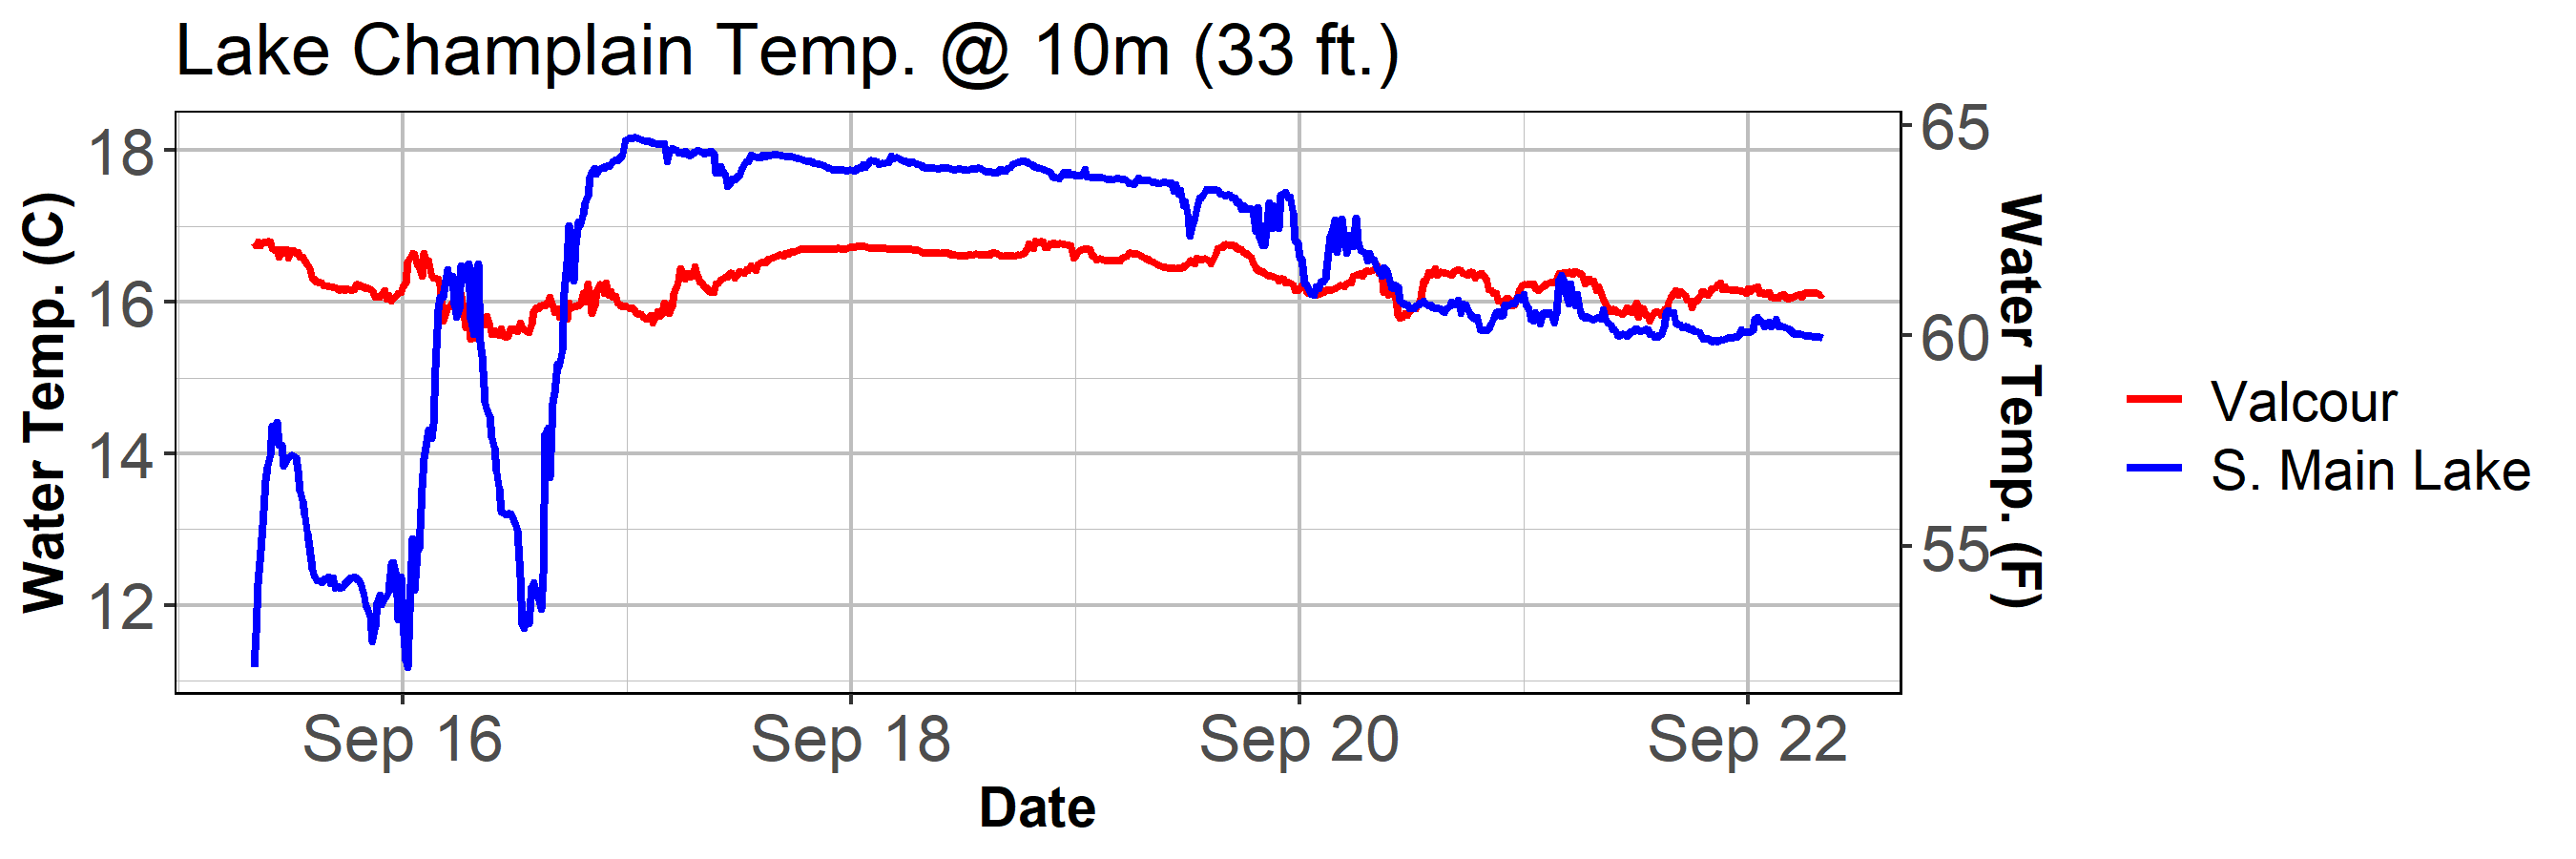 Lake Champlain Temp. @ 10m (33 ft.)
Water Temp. (C)
18
16
14
12
65
60
55
Water Temp. (F)
Sep 16 Sep 18 Sep 20 Sep 22
Date
Valcour
S. Main Lake